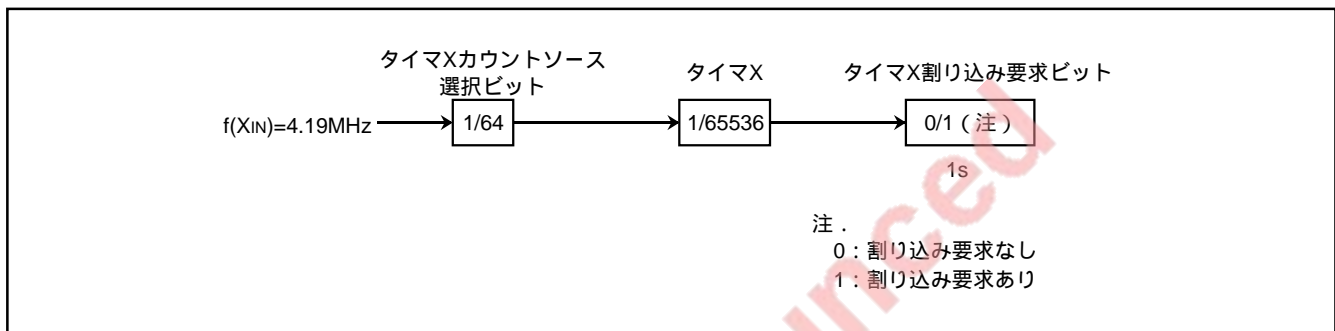 タイマXカウントソース
選択ビット
タイマX
タイマX割り込み要求ビット
f(XIN)=4.19MHz
1/64
1/65536
0/1（注）
1s
注．
0：割り込み要求なし
1：割り込み要求あり
unced